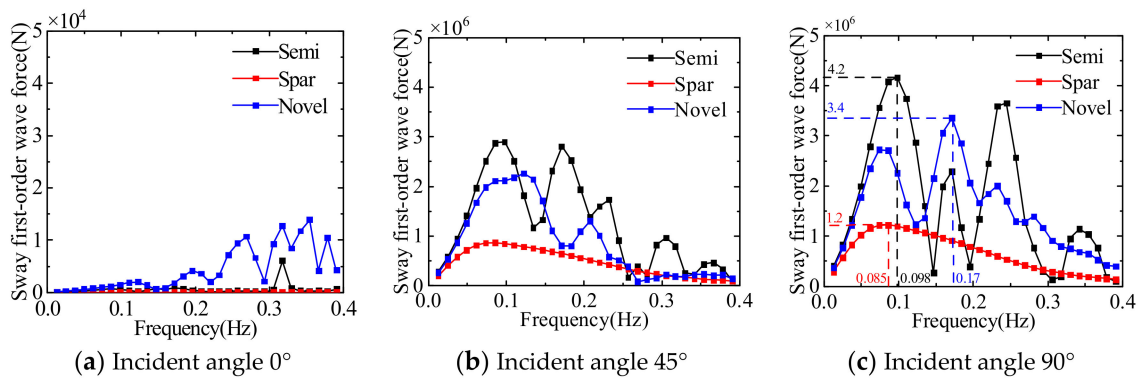 ×10⁴
Sway first-order wave force(N)
5
4
3
2
1
0
Semi
Spar
Novel
0.0 0.1 0.2 0.3 0.4
Frequency(Hz)
(a) Incident angle 0°
×10⁶
Sway first-order wave force(N)
5
4
3
2
1
0
Semi
Spar
Novel
0.0 0.1 0.2 0.3 0.4
Frequency(Hz)
(b) Incident angle 45°
×10⁶
Sway first-order wave force(N)
5
4.2
4
3.4
3
2
1.2
1
0
Semi
Spar
Novel
0.085 0.098 0.17
0.0 0.1 0.2 0.3 0.4
Frequency(Hz)
(c) Incident angle 90°